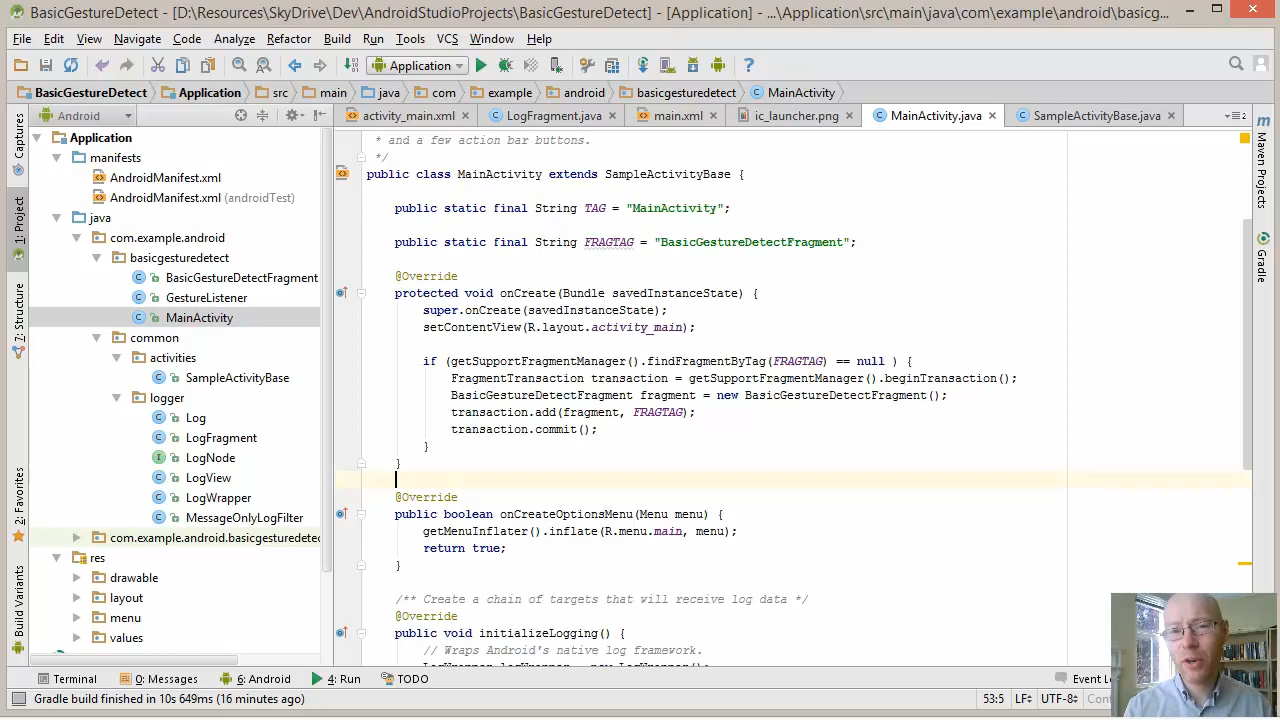 BasicGestureDetect - [D:\Resources\SkyDrive\Dev\AndroidStudioProjects\BasicGestureDetect] - [Application] - ...\Application\src\main\java\com\example\android\basicg...
File Edit View Navigate Code Analyze Refactor Build Run Tools VCS Window Help
Application
BasicGestureDetect Application src main java com example android basicgesturedetect MainActivity
Android
activity_main.xml LogFragment.java main.xml ic_launcher.png MainActivity.java SampleActivityBase.java
Captures
1: Project
7: Structure
2: Favorites
Build Variants
Application
manifests
AndroidManifest.xml
AndroidManifest.xml (androidTest)
java
com.example.android
basicgesturedetect
BasicGestureDetectFragment
GestureListener
MainActivity
common
activities
SampleActivityBase
logger
Log
LogFragment
LogNode
LogView
LogWrapper
MessageOnlyLogFilter
com.example.android.basicgesturedetec
res
drawable
layout
menu
values
* and a few action bar buttons.
*/
public class MainActivity extends SampleActivityBase {
public static final String TAG = "MainActivity";
public static final String FRAGTAG = "BasicGestureDetectFragment";
@Override
protected void onCreate(Bundle savedInstanceState) {
super.onCreate(savedInstanceState);
setContentView(R.layout.activity_main);
if (getSupportFragmentManager().findFragmentByTag(FRAGTAG) == null ) {
FragmentTransaction transaction = getSupportFragmentManager().beginTransaction();
BasicGestureDetectFragment fragment = new BasicGestureDetectFragment();
transaction.add(fragment, FRAGTAG);
transaction.commit();
}
}
@Override
public boolean onCreateOptionsMenu(Menu menu) {
getMenuInflater().inflate(R.menu.main, menu);
return true;
}
/** Create a chain of targets that will receive log data */
@Override
public void initializeLogging() {
// Wraps Android's native log framework.
LogWrapper logWrapper = new LogWrapper();
Maven Projects
Gradle
Terminal 0: Messages 6: Android 4: Run TODO Event Lo
Gradle build finished in 10s 649ms (16 minutes ago) 53:5 LF UTF-8 Cont